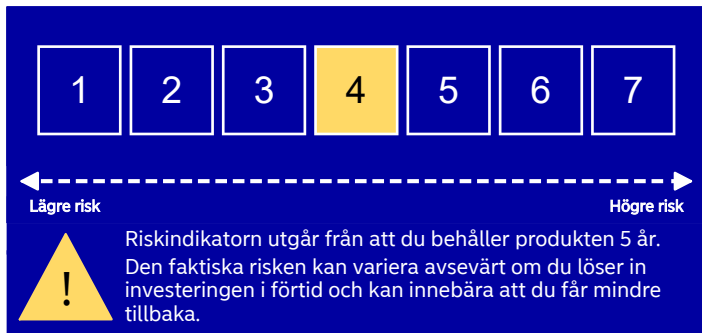 1 2 3 4 5 6 7
Lägre risk Högre risk
Riskindikatorn utgår från att du behåller produkten 5 år.
Den faktiska risken kan variera avsevärt om du löser in
investeringen i förtid och kan innebära att du får mindre
tillbaka.
!